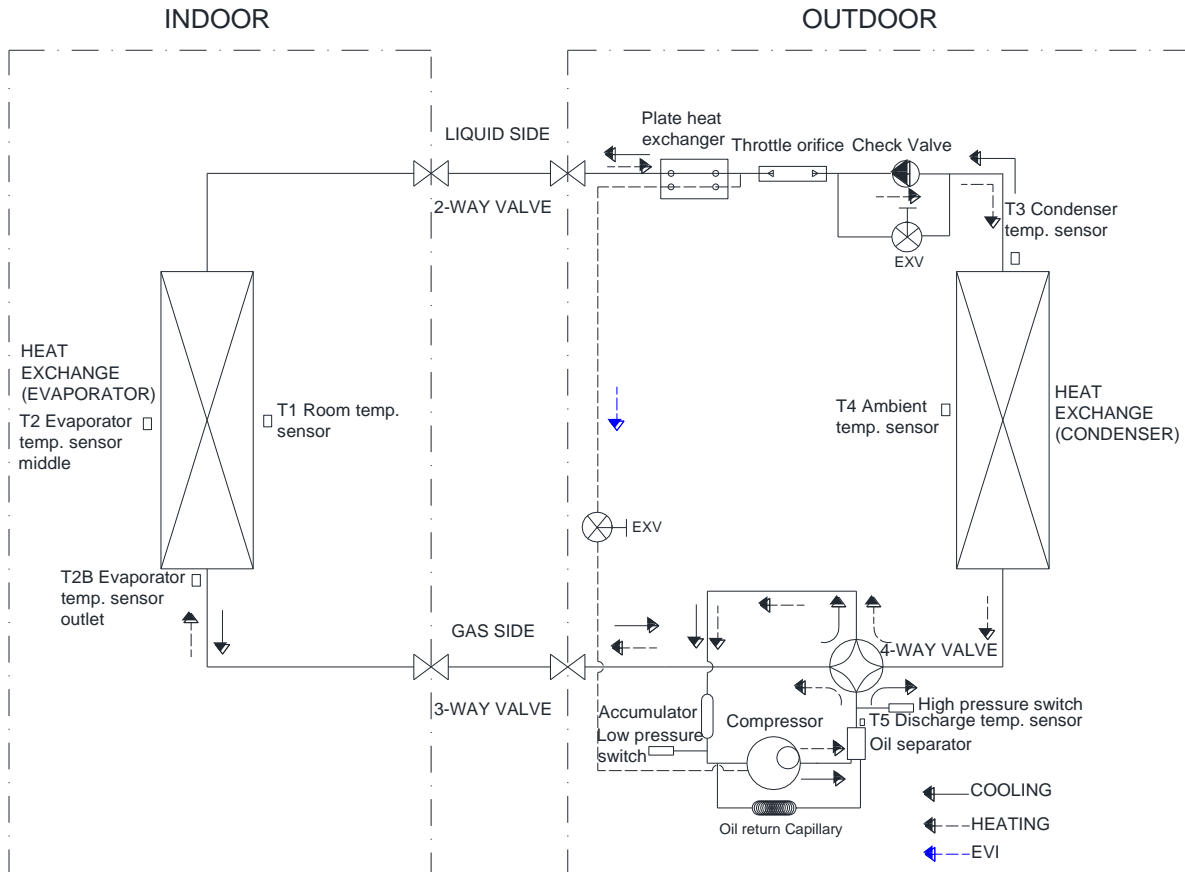 INDOOR
OUTDOOR
LIQUID SIDE
2-WAY VALVE
Plate heat
exchanger
Throttle orifice
Check Valve
EXV
T3 Condenser
temp. sensor
HEAT
EXCHANGE
(EVAPORATOR)
T2 Evaporator
temp. sensor
middle
T1 Room temp.
sensor
T4 Ambient
temp. sensor
HEAT
EXCHANGE
(CONDENSER)
EXV
T2B Evaporator
temp. sensor
outlet
GAS SIDE
3-WAY VALVE
4-WAY VALVE
Accumulator
Low pressure
switch
Compressor
High pressure switch
T5 Discharge temp. sensor
Oil separator
Oil return Capillary
COOLING
HEATING
EVI